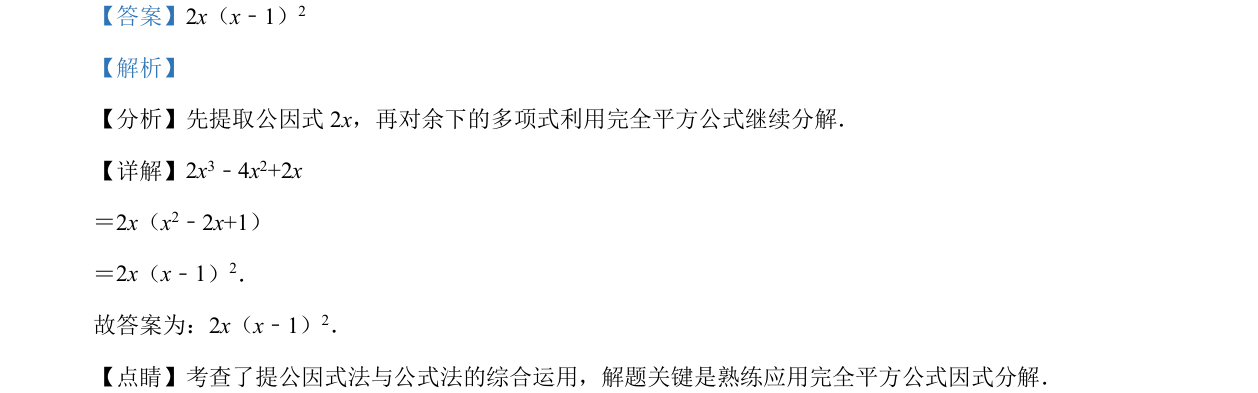 【答案】2x（x﹣1）²
【解析】
【分析】先提取公因式 2x，再对余下的多项式利用完全平方公式继续分解．
【详解】2x³﹣4x²+2x
＝2x（x²﹣2x+1）
＝2x（x﹣1）²．
故答案为：2x（x﹣1）²．
【点睛】考查了提公因式法与公式法的综合运用，解题关键是熟练应用完全平方公式因式分解．